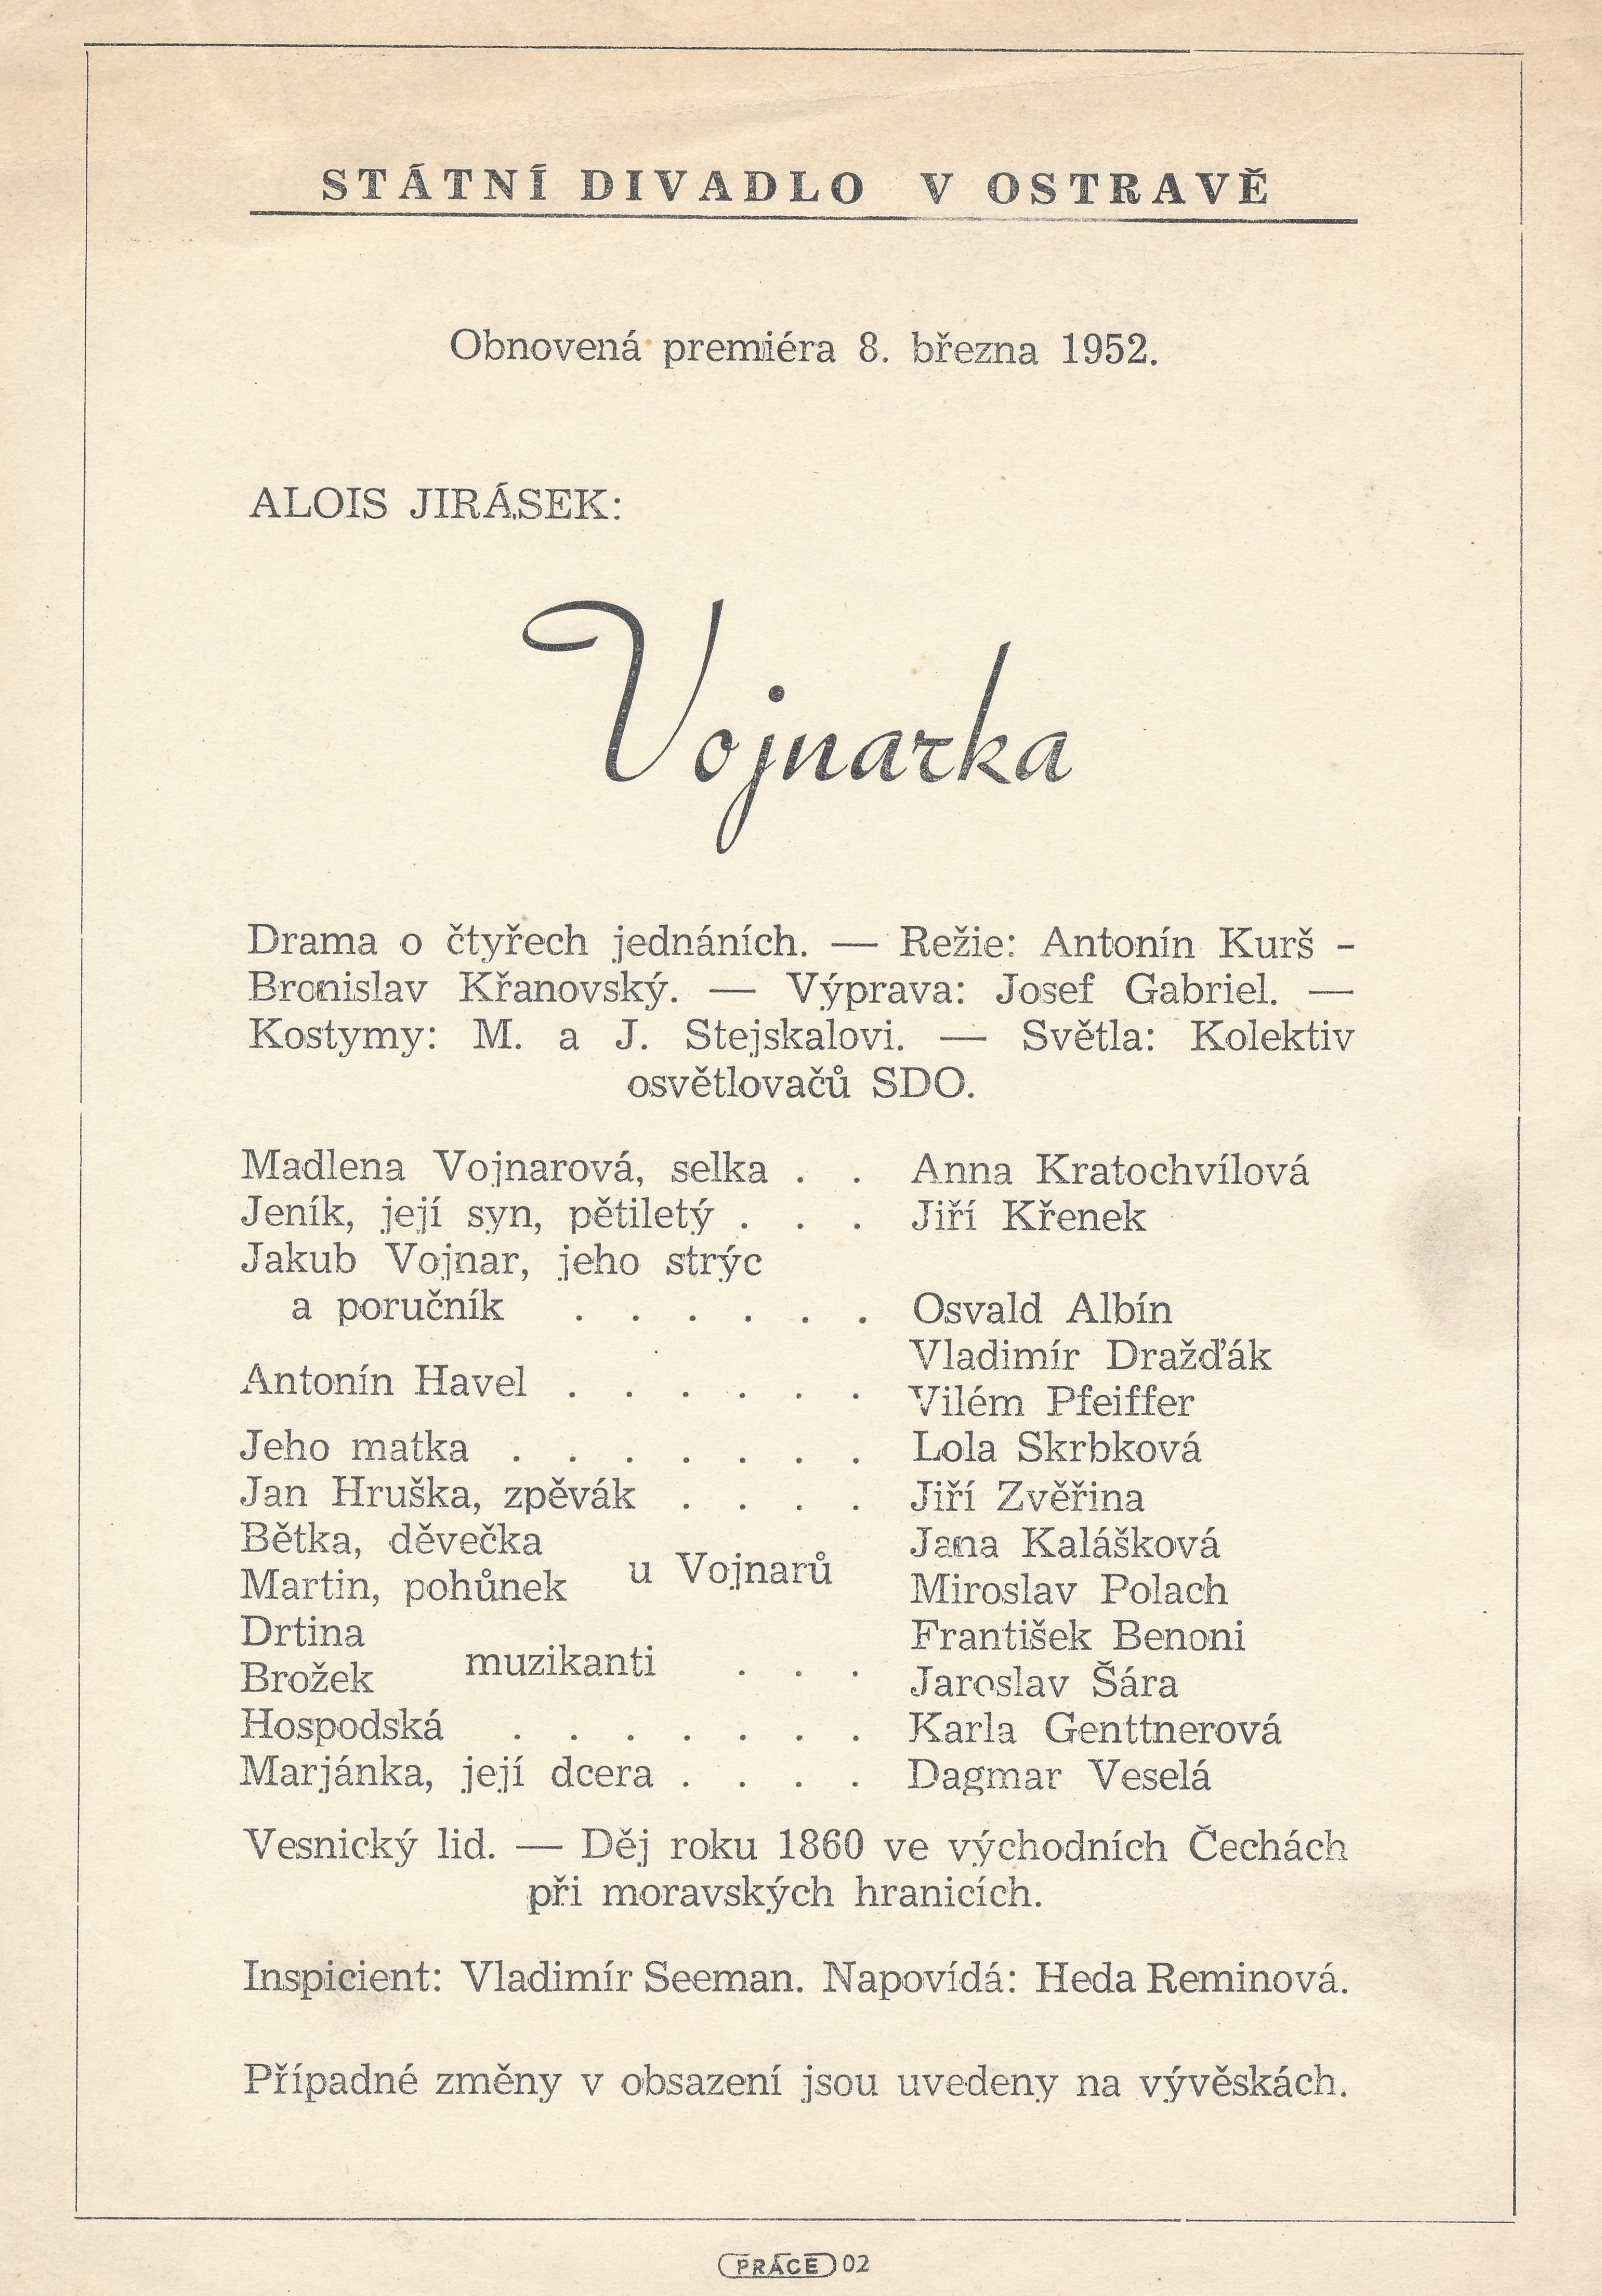 STÁTNÍ DIVADLO V OSTRAVĚ
Obnovená premiéra 8. března 1952.
ALOIS JIRÁSEK:
Vojnarka
Drama o čtyřech jednáních. — Režie: Antonín Kurš -
Bronislav Křanovský. — Výprava: Josef Gabriel. —
Kostymy: M. a J. Stejskalovi. — Světla: Kolektiv
osvětlovačů SDO.
Madlena Vojnarová, selka . . Anna Kratochvílová
Jeník, její syn, pětiletý . . . Jiří Křenek
Jakub Vojnar, jeho strýc
a poručník . . . . . . Osvald Albín
Vladimír Dražďák
Antonín Havel . . . . . .
Vilém Pfeiffer
Jeho matka . . . . . . . Lola Skrbková
Jan Hruška, zpěvák . . . . Jiří Zvěřina
Bětka, děvečka Jana Kalášková
u Vojnarů
Martin, pohůnek Miroslav Polach
Drtina František Benoni
muzikanti . . .
Brožek Jaroslav Šára
Hospodská . . . . . . . Karla Genttnerová
Marjánka, její dcera . . . . Dagmar Veselá
Vesnický lid. — Děj roku 1860 ve východních Čechách
při moravských hranicích.
Inspicient: Vladimír Seeman. Napovídá: Heda Reminová.
Případné změny v obsazení jsou uvedeny na vývěskách.
PRÁCE 02